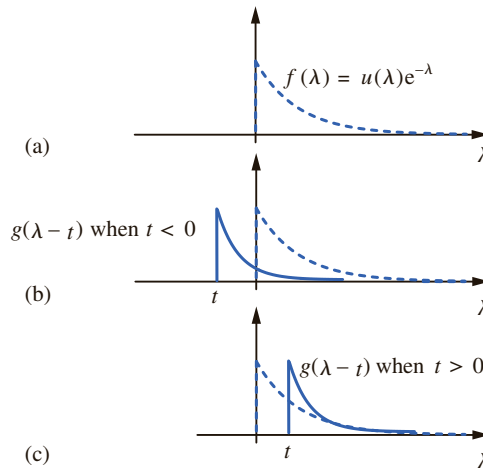 f(λ) = u(λ)e^{-λ}
(a)
λ
g(λ − t) when t < 0
(b)
t
λ
g(λ − t) when t > 0
(c)
t
λ